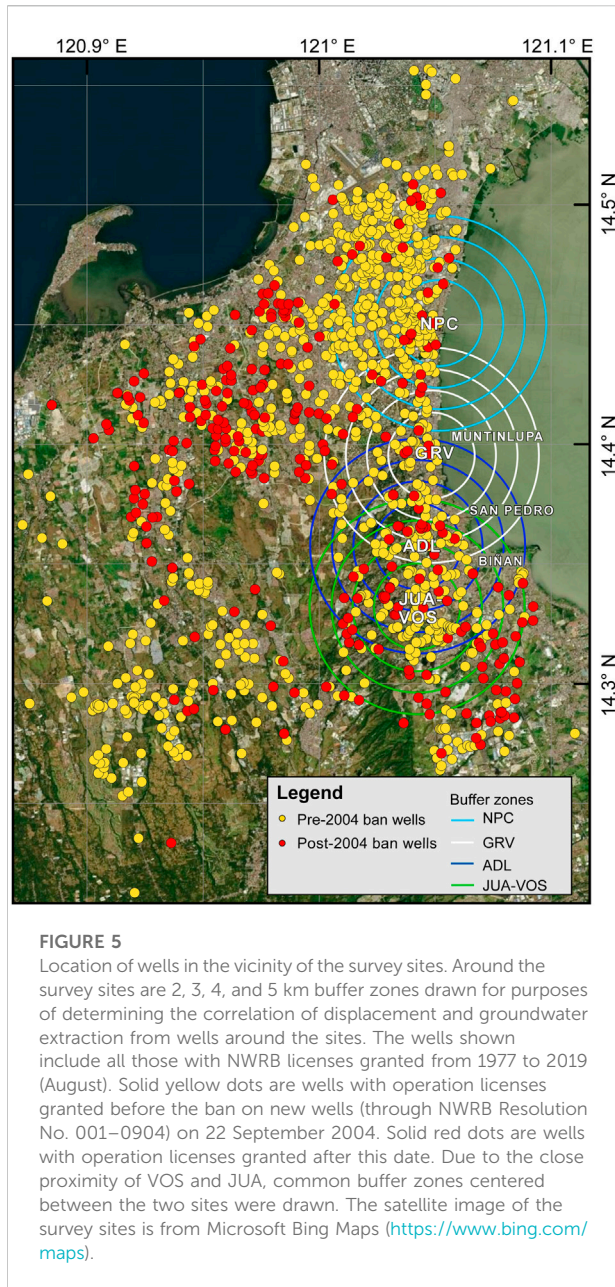 120.9° E
121° E
121.1° E
14.5° N
NPC
14.4° N
MUNTINLUPA
GRV
SAN PEDRO
ADL
BIÑAN
JUA-
VOS
14.3° N
Legend
Pre-2004 ban wells
Post-2004 ban wells
Buffer zones
NPC
GRV
ADL
JUA-VOS
FIGURE 5
Location of wells in the vicinity of the survey sites. Around the
survey sites are 2, 3, 4, and 5 km buffer zones drawn for purposes
of determining the correlation of displacement and groundwater
extraction from wells around the sites. The wells shown
include all those with NWRB licenses granted from 1977 to 2019
(August). Solid yellow dots are wells with operation licenses
granted before the ban on new wells (through NWRB Resolution
No. 001–0904) on 22 September 2004. Solid red dots are wells
with operation licenses granted after this date. Due to the close
proximity of VOS and JUA, common buffer zones centered
between the two sites were drawn. The satellite image of the
survey sites is from Microsoft Bing Maps (https://www.bing.com/
maps).